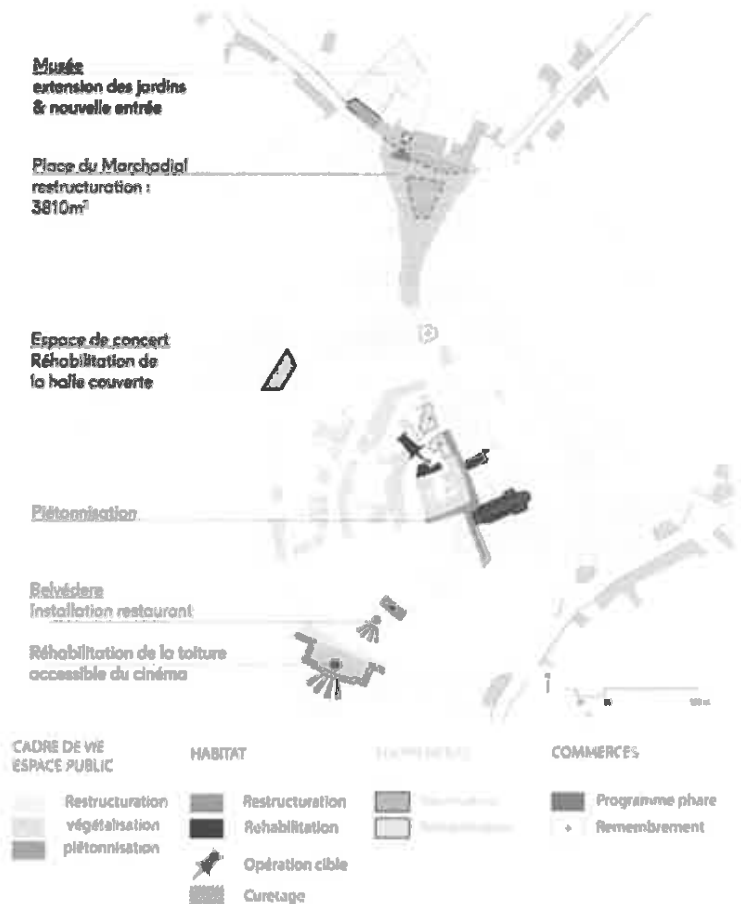 Musée
extension des jardins
& nouvelle entrée
Place du Marchadial
restructuration :
3810m²
Espace de concert
Réhabilitation de
la halle couverte
Piétonnisation
Belvédere
Installation restaurant
Réhabilitation de la toiture
accessible du cinéma
CADRE DE VIE
ESPACE PUBLIC
Restructuration
végétalisation
piétonnisation
HABITAT
Restructuration
Rehabilitation
Opération cible
Curetage
COMMERCES
Programme phare
Remembrement